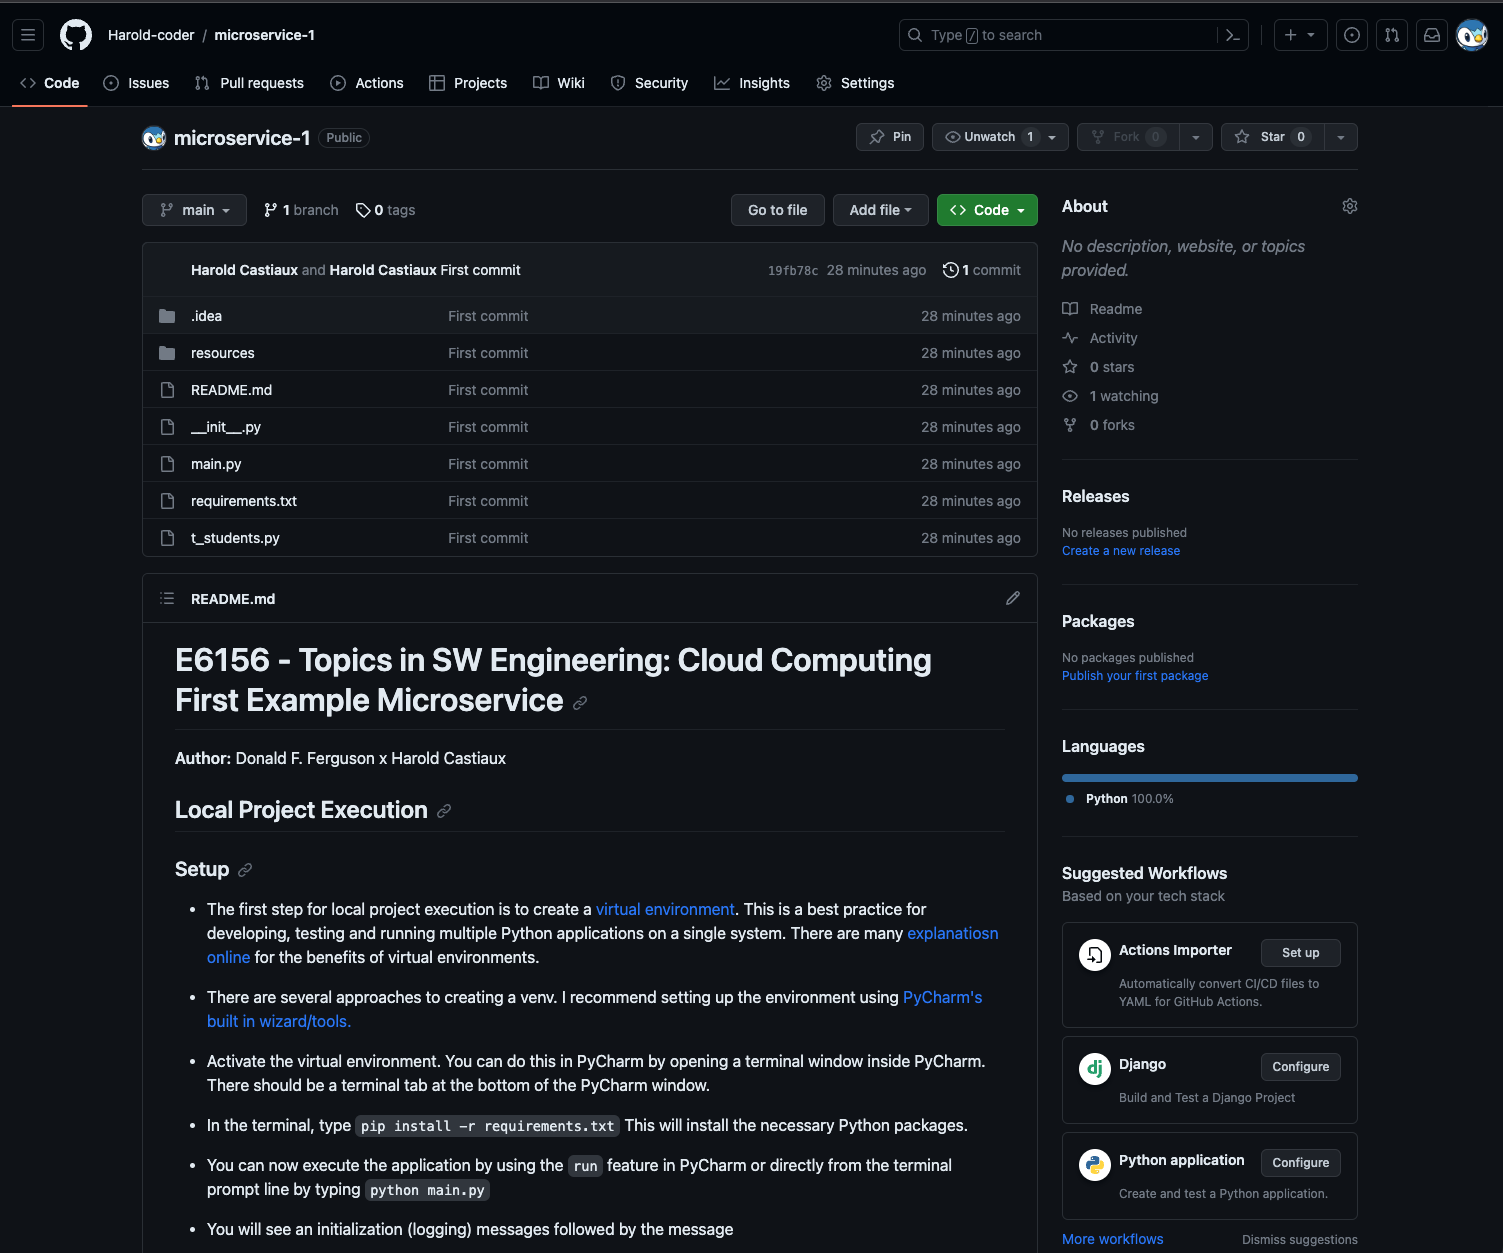 Harold-coder / microservice-1
Type / to search
Code
Issues
Pull requests
Actions
Projects
Wiki
Security
Insights
Settings
microservice-1 Public
Pin
Unwatch 1
Fork 0
Star 0
main
1 branch
0 tags
Go to file
Add file
Code
Harold Castiaux and Harold Castiaux First commit
19fb78c 28 minutes ago
1 commit
.idea First commit 28 minutes ago
resources First commit 28 minutes ago
README.md First commit 28 minutes ago
__init__.py First commit 28 minutes ago
main.py First commit 28 minutes ago
requirements.txt First commit 28 minutes ago
t_students.py First commit 28 minutes ago
README.md
E6156 - Topics in SW Engineering: Cloud Computing
First Example Microservice
Author: Donald F. Ferguson x Harold Castiaux
Local Project Execution
Setup
• The first step for local project execution is to create a virtual environment. This is a best practice for
developing, testing and running multiple Python applications on a single system. There are many explanatiosn
online for the benefits of virtual environments.
• There are several approaches to creating a venv. I recommend setting up the environment using PyCharm's
built in wizard/tools.
• Activate the virtual environment. You can do this in PyCharm by opening a terminal window inside PyCharm.
There should be a terminal tab at the bottom of the PyCharm window.
• In the terminal, type pip install -r requirements.txt This will install the necessary Python packages.
• You can now execute the application by using the run feature in PyCharm or directly from the terminal
prompt line by typing python main.py
• You will see an initialization (logging) messages followed by the message
About
No description, website, or topics
provided.
Readme
Activity
0 stars
1 watching
0 forks
Releases
No releases published
Create a new release
Packages
No packages published
Publish your first package
Languages
Python 100.0%
Suggested Workflows
Based on your tech stack
Actions Importer
Set up
Automatically convert CI/CD files to
YAML for GitHub Actions.
dj
Django
Configure
Build and Test a Django Project
Python application
Configure
Create and test a Python application.
More workflows
Dismiss suggestions